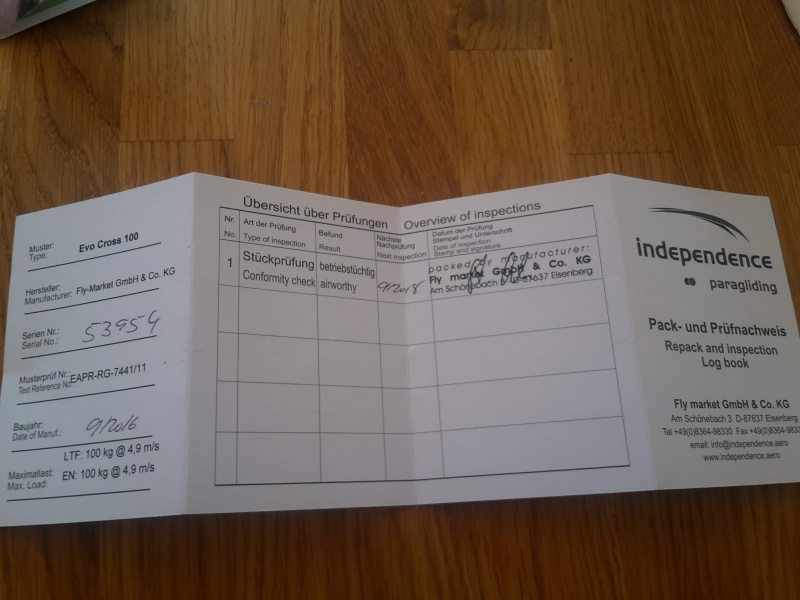 Muster:
Type:
Evo Cross 100
Hersteller:
Manufacturer:
Fly-Market GmbH & Co. KG
Serien Nr.:
Serial No.:
53954
Musterprüf Nr.:
Test Reference No.:
EAPR-RG-7441/11
Baujahr:
Date of Manuf.:
9/2016
Maximallast:
Max. Load:
LTF: 100 kg @ 4,9 m/s
EN: 100 kg @ 4,9 m/s
Übersicht über Prüfungen Overview of inspections
Nr.
No.
Art der Prüfung
Type of inspection
Befund
Result
Nächste
Nachprüfung
Next inspection
Datum der Prüfung
Stempel und Unterschrift
Date of inspection
Stamp and signature
1
Stückprüfung
Conformity check
betriebstüchtig
airworthy
9/2018
packed by manufacturer:
Fly market GmbH & Co. KG
Am Schönebach D-87637 Eisenberg
independence
paragliding
Pack- und Prüfnachweis
Repack and inspection
Log book
Fly market GmbH & Co. KG
Am Schönebach 3 D-87637 Eisenberg
Tel +49(0)8364-98330 Fax
email: info@independence.aero
www.independence.aero